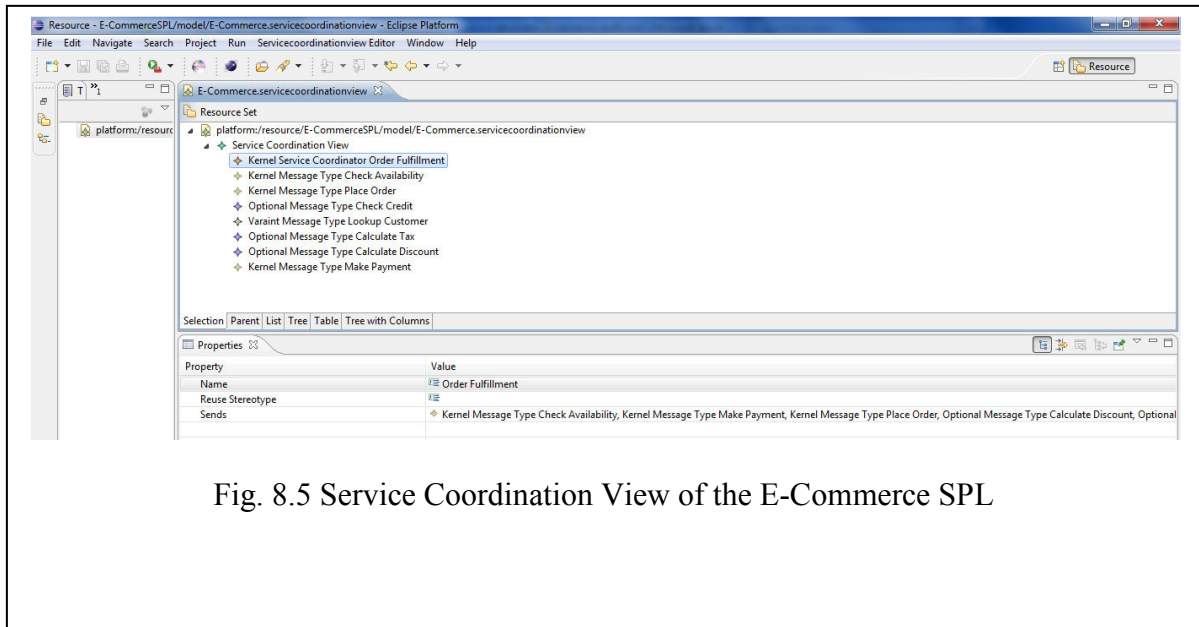 Resource - E-CommerceSPL/model/E-Commerce.servicecoordinationview - Eclipse Platform
File Edit Navigate Search Project Run Servicecoordinationview Editor Window Help
Resource
T »1
E-Commerce.servicecoordinationview
Resource Set
platform:/resourc
platform:/resource/E-CommerceSPL/model/E-Commerce.servicecoordinationview
Service Coordination View
Kernel Service Coordinator Order Fulfillment
Kernel Message Type Check Availability
Kernel Message Type Place Order
Optional Message Type Check Credit
Varaint Message Type Lookup Customer
Optional Message Type Calculate Tax
Optional Message Type Calculate Discount
Kernel Message Type Make Payment
Selection Parent List Tree Table Tree with Columns
Properties
Property Value
Name Order Fulfillment
Reuse Stereotype
Sends Kernel Message Type Check Availability, Kernel Message Type Make Payment, Kernel Message Type Place Order, Optional Message Type Calculate Discount, Optional
Fig. 8.5 Service Coordination View of the E-Commerce SPL